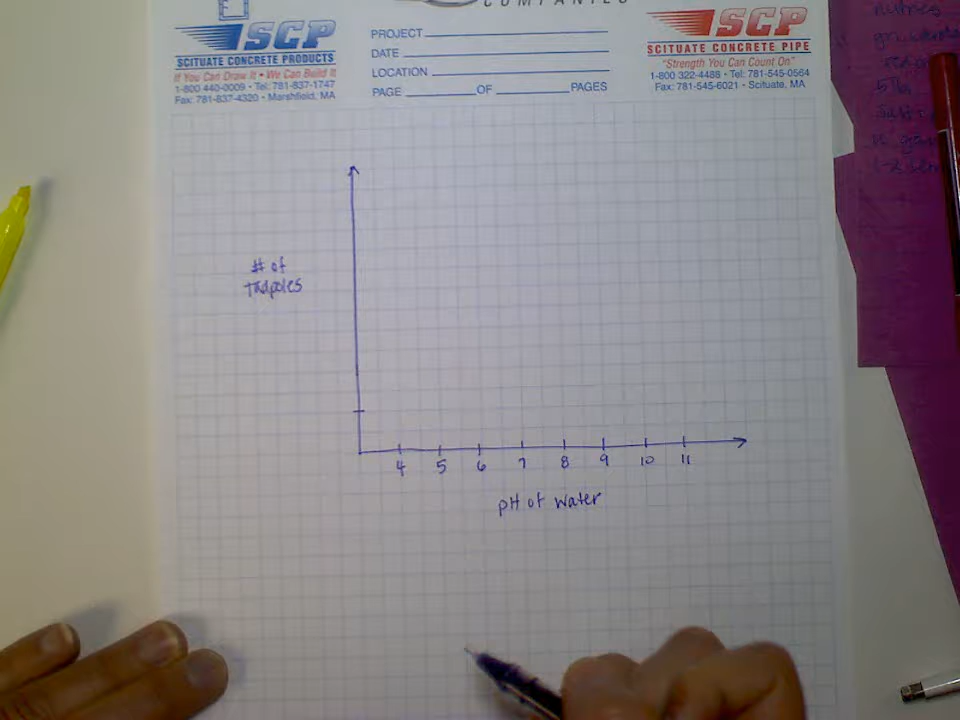 COMPANIES
SCP
SCITUATE CONCRETE PRODUCTS
If You Can Draw It • We Can Build It
1-800 440-0009 • Tel: 781-837-1747
Fax: 781-837-4320 • Marshfield, MA
PROJECT
DATE
LOCATION
PAGE OF PAGES
SCP
SCITUATE CONCRETE PIPE
"Strength You Can Count On"
1-800 322-4488 • Tel: 781-545-0564
Fax: 781-545-6021 • Scituate, MA
# of
Tadpoles
4 5 6 7 8 9 10 11
pH of water